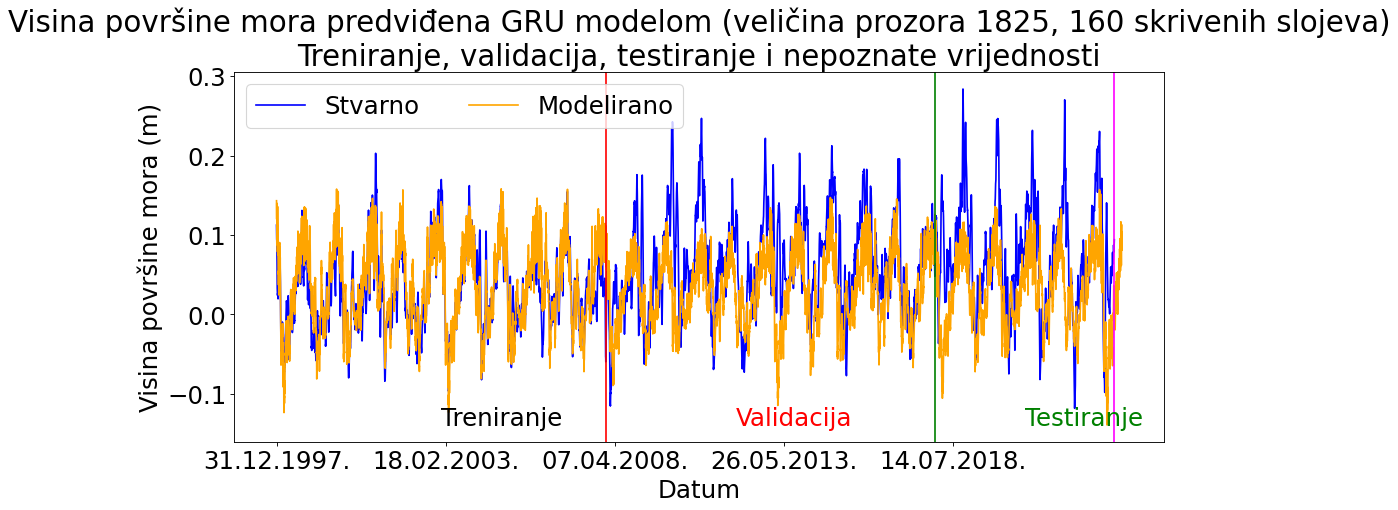 Visina površine mora predviđena GRU modelom (veličina prozora 1825, 160 skrivenih slojeva)
Treniranje, validacija, testiranje i nepoznate vrijednosti
Stvarno
Modelirano
Visina površine mora (m)
0.3
0.2
0.1
0.0
−0.1
Treniranje
Validacija
Testiranje
31.12.1997.
18.02.2003.
07.04.2008.
26.05.2013.
14.07.2018.
Datum